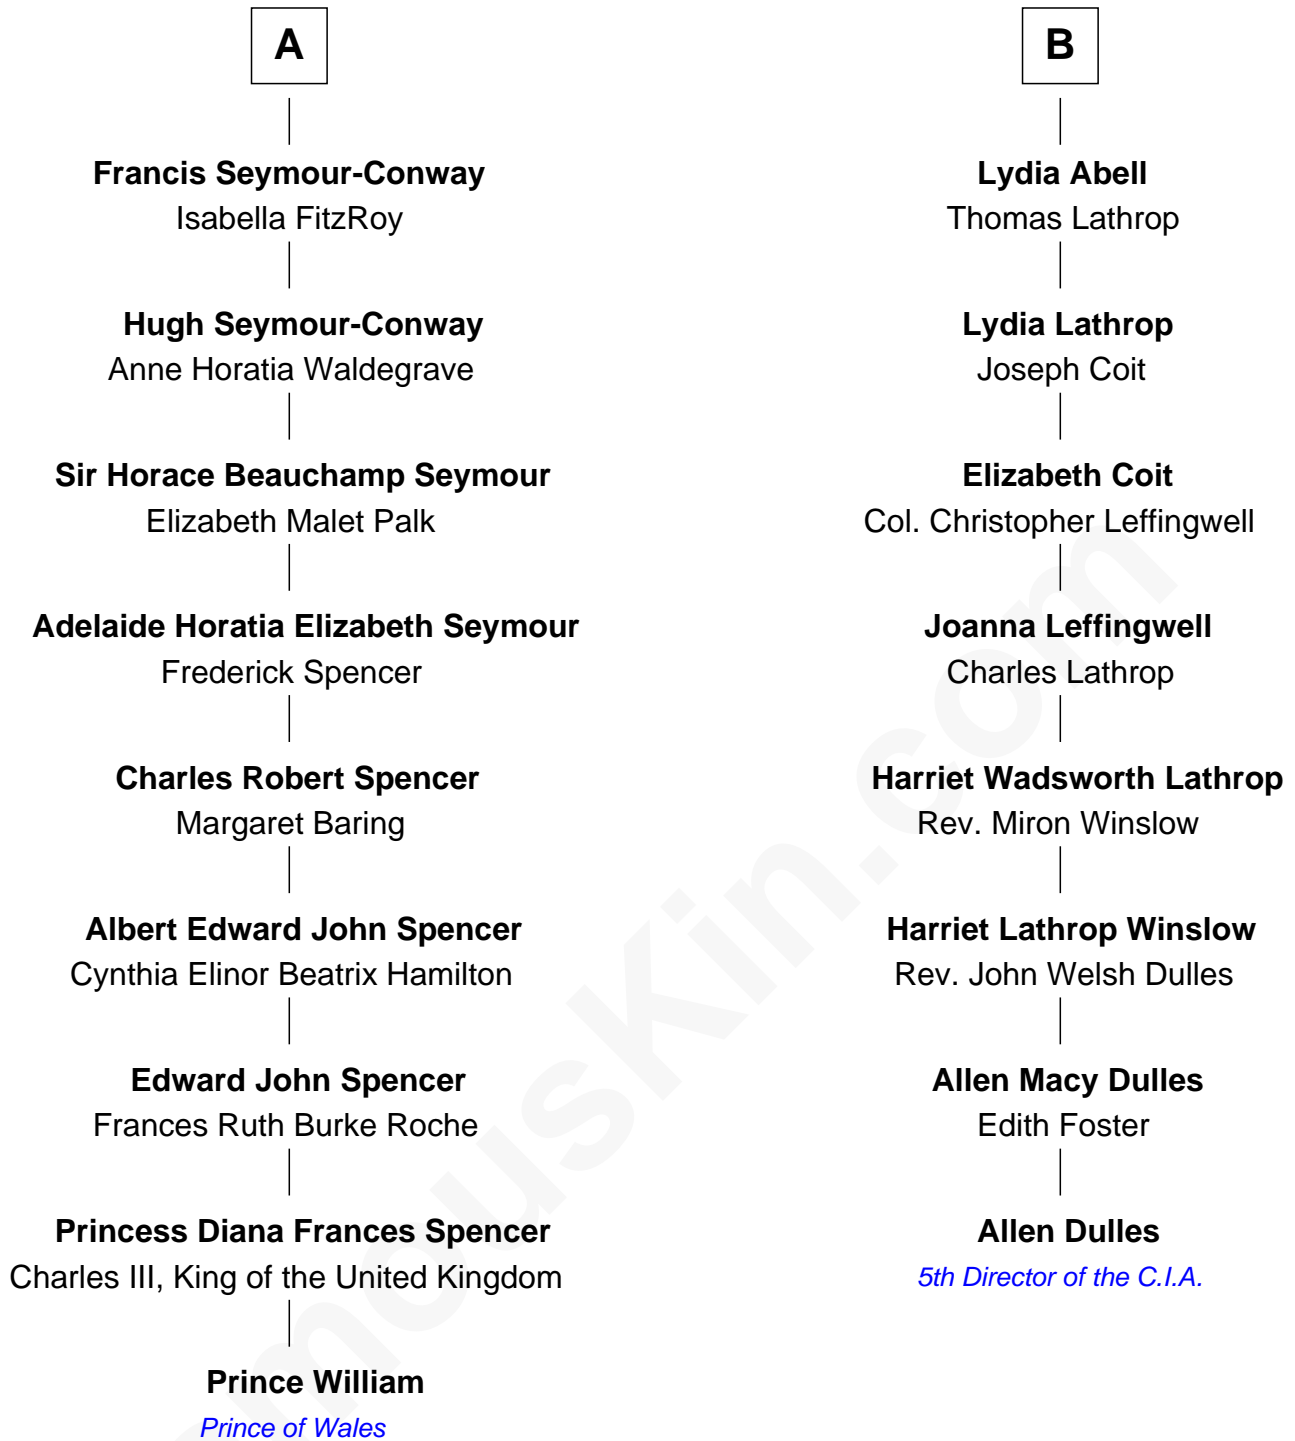 A
Francis Seymour-Conway
Isabella FitzRoy
Hugh Seymour-Conway
Anne Horatia Waldegrave
Sir Horace Beauchamp Seymour
Elizabeth Malet Palk
Adelaide Horatia Elizabeth Seymour
Frederick Spencer
Charles Robert Spencer
Margaret Baring
Albert Edward John Spencer
Cynthia Elinor Beatrix Hamilton
Edward John Spencer
Frances Ruth Burke Roche
Princess Diana Frances Spencer
Charles III, King of the United Kingdom
Prince William
Prince of Wales
B
Lydia Abell
Thomas Lathrop
Lydia Lathrop
Joseph Coit
Elizabeth Coit
Col. Christopher Leffingwell
Joanna Leffingwell
Charles Lathrop
Harriet Wadsworth Lathrop
Rev. Miron Winslow
Harriet Lathrop Winslow
Rev. John Welsh Dulles
Allen Macy Dulles
Edith Foster
Allen Dulles
5th Director of the C.I.A.
mousKin.com